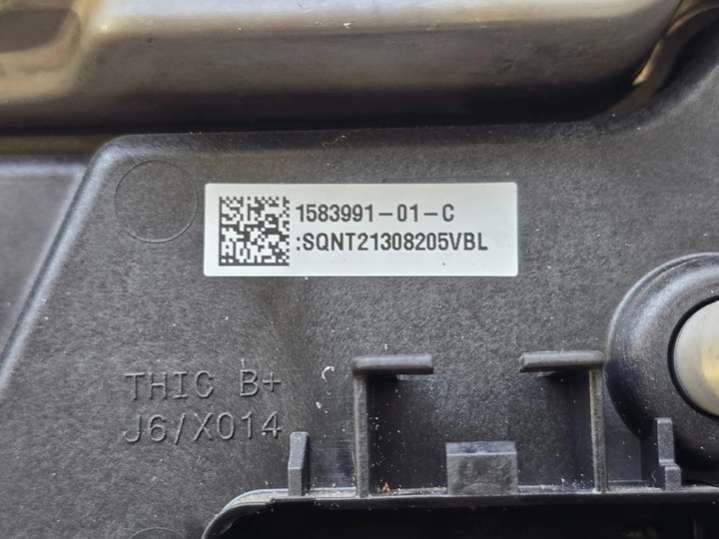 1583991-01-C
:SQNT21308205VBL
THIC B+
J6/X014